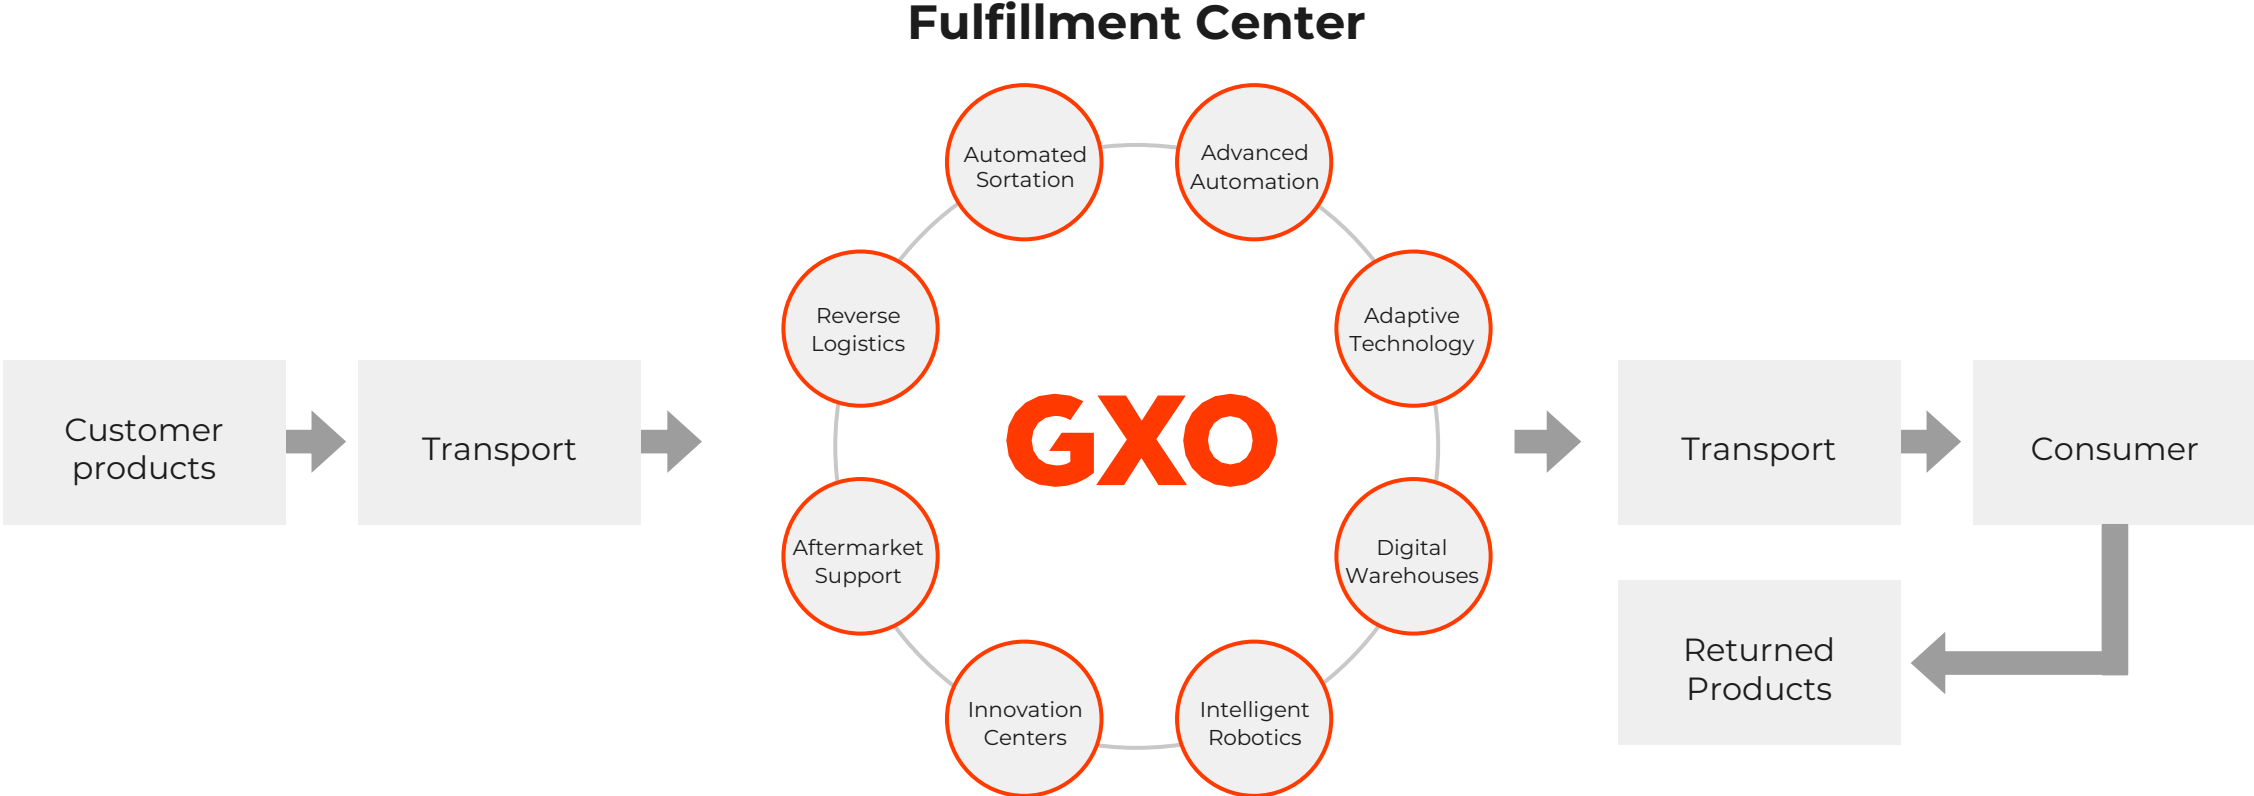 Fulfillment Center
Automated
Sortation
Advanced
Automation
Reverse
Logistics
Adaptive
Technology
Customer
products
Transport
GXO
Transport
Consumer
Aftermarket
Support
Digital
Warehouses
Returned
Products
Innovation
Centers
Intelligent
Robotics